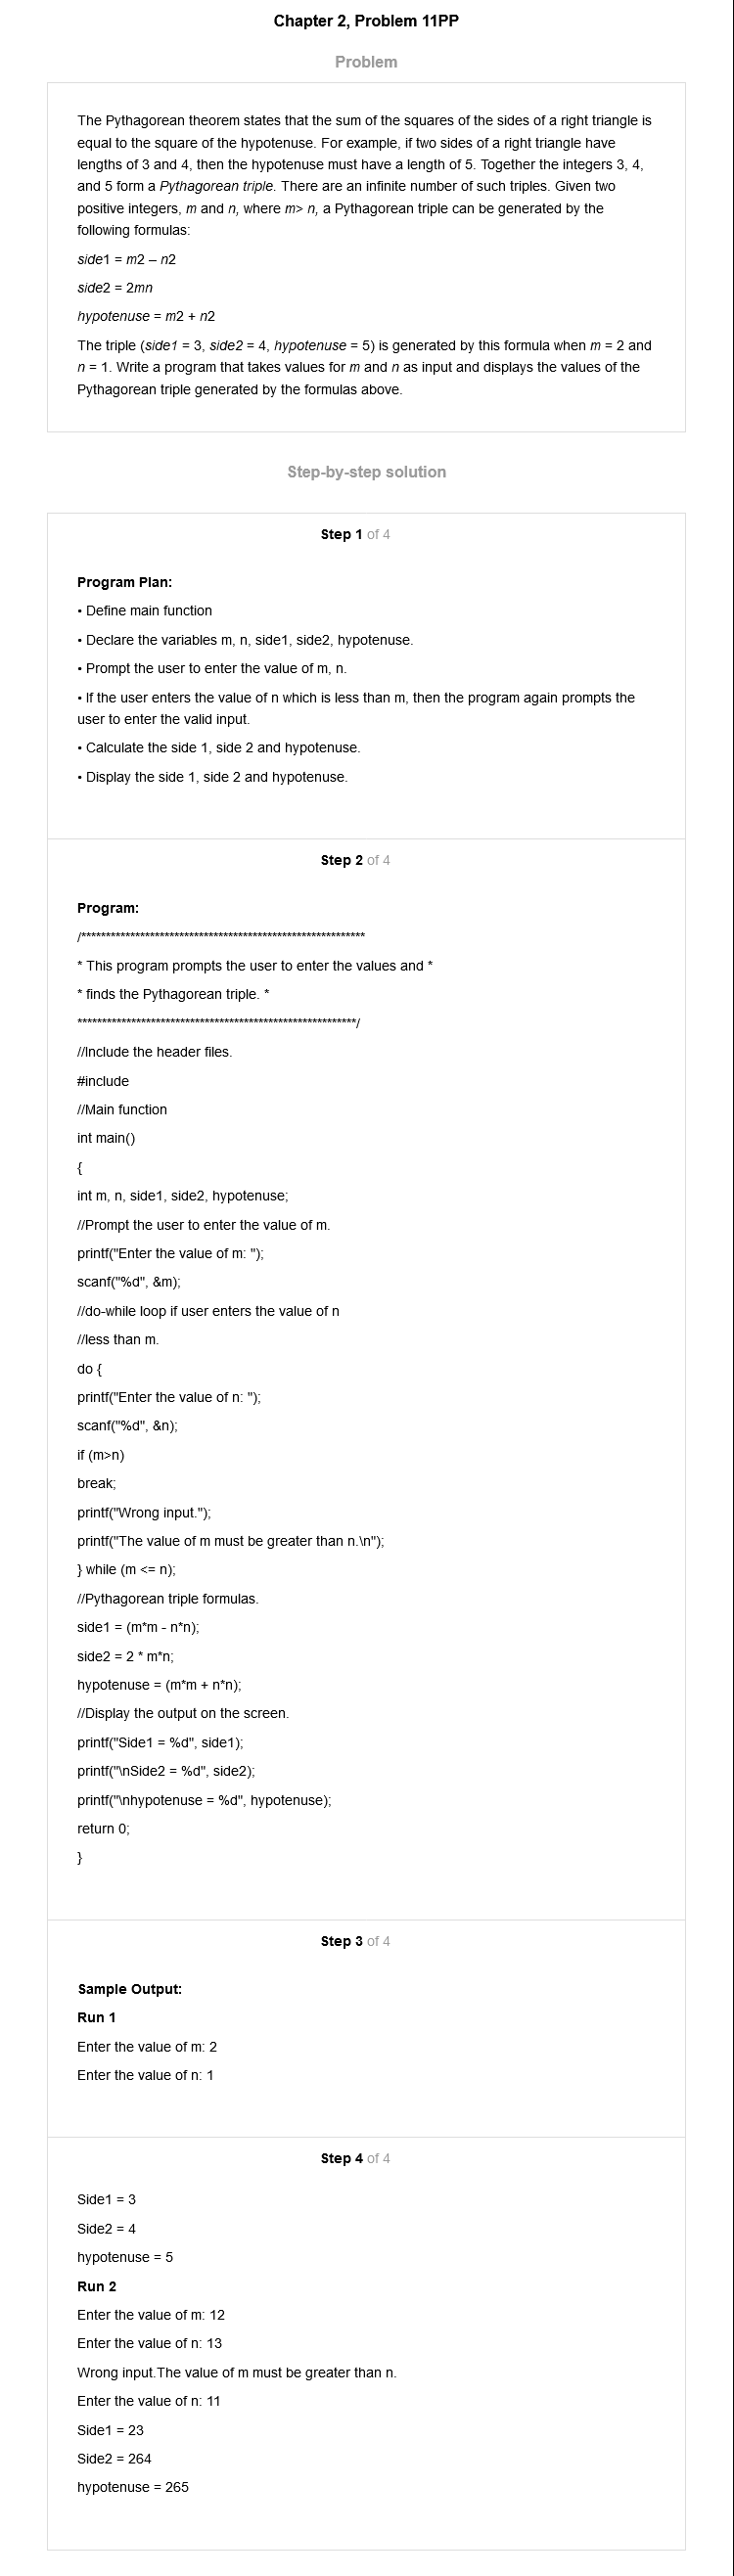 Chapter 2, Problem 11PP
Problem
The Pythagorean theorem states that the sum of the squares of the sides of a right triangle is
equal to the square of the hypotenuse. For example, if two sides of a right triangle have
lengths of 3 and 4, then the hypotenuse must have a length of 5. Together the integers 3, 4,
and 5 form a Pythagorean triple. There are an infinite number of such triples. Given two
positive integers, m and n, where m> n, a Pythagorean triple can be generated by the
following formulas:
side1 = m2 – n2
side2 = 2mn
hypotenuse = m2 + n2
The triple (side1 = 3, side2 = 4, hypotenuse = 5) is generated by this formula when m = 2 and
n = 1. Write a program that takes values for m and n as input and displays the values of the
Pythagorean triple generated by the formulas above.
Step-by-step solution
Step 1 of 4
Program Plan:
• Define main function
• Declare the variables m, n, side1, side2, hypotenuse.
• Prompt the user to enter the value of m, n.
• If the user enters the value of n which is less than m, then the program again prompts the
user to enter the valid input.
• Calculate the side 1, side 2 and hypotenuse.
• Display the side 1, side 2 and hypotenuse.
Step 2 of 4
Program:
/**********************************************************
* This program prompts the user to enter the values and *
* finds the Pythagorean triple. *
*********************************************************/
//Include the header files.
#include
//Main function
int main()
{
int m, n, side1, side2, hypotenuse;
//Prompt the user to enter the value of m.
printf("Enter the value of m: ");
scanf("%d", &m);
//do-while loop if user enters the value of n
//less than m.
do {
printf("Enter the value of n: ");
scanf("%d", &n);
if (m>n)
break;
printf("Wrong input.");
printf("The value of m must be greater than n.\n");
} while (m <= n);
//Pythagorean triple formulas.
side1 = (m*m - n*n);
side2 = 2 * m*n;
hypotenuse = (m*m + n*n);
//Display the output on the screen.
printf("Side1 = %d", side1);
printf("\nSide2 = %d", side2);
printf("\nhypotenuse = %d", hypotenuse);
return 0;
}
Step 3 of 4
Sample Output:
Run 1
Enter the value of m: 2
Enter the value of n: 1
Step 4 of 4
Side1 = 3
Side2 = 4
hypotenuse = 5
Run 2
Enter the value of m: 12
Enter the value of n: 13
Wrong input.The value of m must be greater than n.
Enter the value of n: 11
Side1 = 23
Side2 = 264
hypotenuse = 265